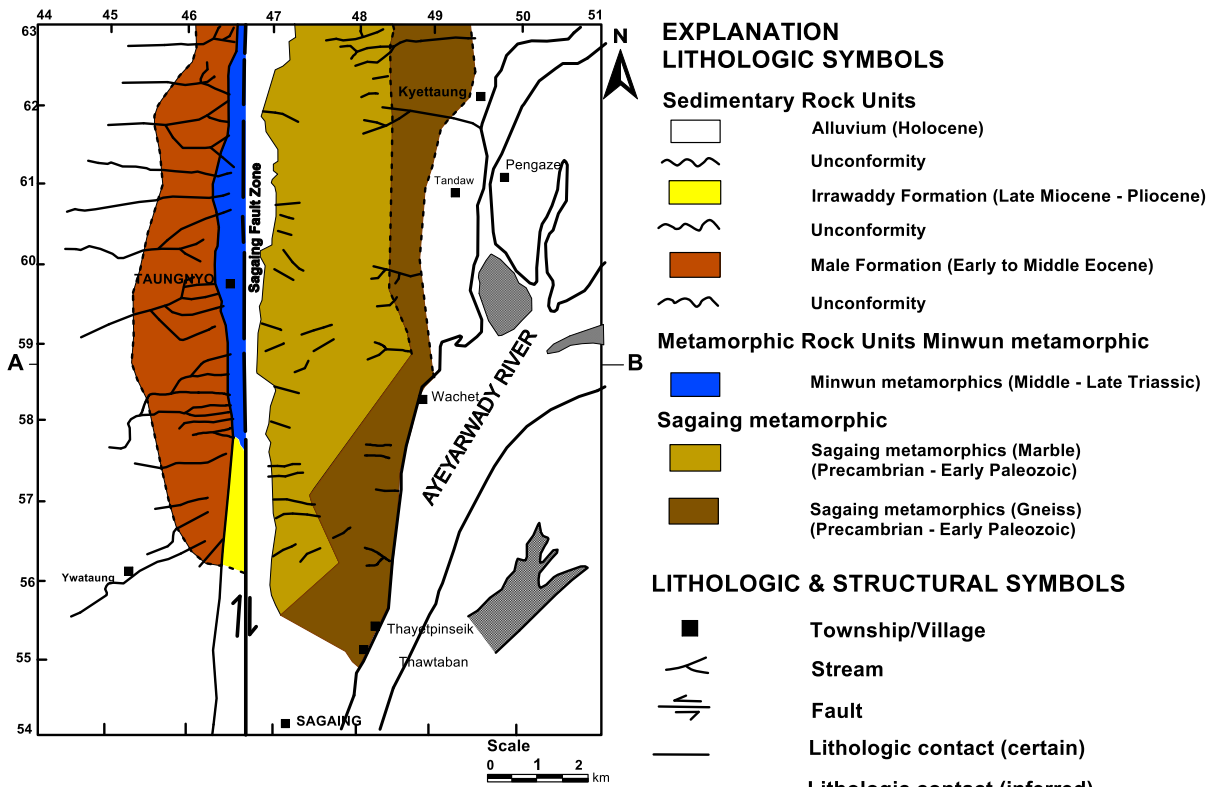 44 45 46 47 48 49 50 51
63
N
Kyettaung
62
Pengaze
Tandaw
61
Sagaing Fault Zone
60
TAUNGNYO
59
A
B
AYEYARWADY RIVER
Wachet
58
57
56
Ywataung
Thayetpinseik
55
Thawtaban
54
SAGAING
Scale
0 1 2
km
EXPLANATION
LITHOLOGIC SYMBOLS
Sedimentary Rock Units
Alluvium (Holocene)
Unconformity
Irrawaddy Formation (Late Miocene - Pliocene)
Unconformity
Male Formation (Early to Middle Eocene)
Unconformity
Metamorphic Rock Units Minwun metamorphic
Minwun metamorphics (Middle - Late Triassic)
Sagaing metamorphic
Sagaing metamorphics (Marble)
(Precambrian - Early Paleozoic)
Sagaing metamorphics (Gneiss)
(Precambrian - Early Paleozoic)
LITHOLOGIC & STRUCTURAL SYMBOLS
Township/Village
Stream
Fault
Lithologic contact (certain)
Lithologic contact (inferred)